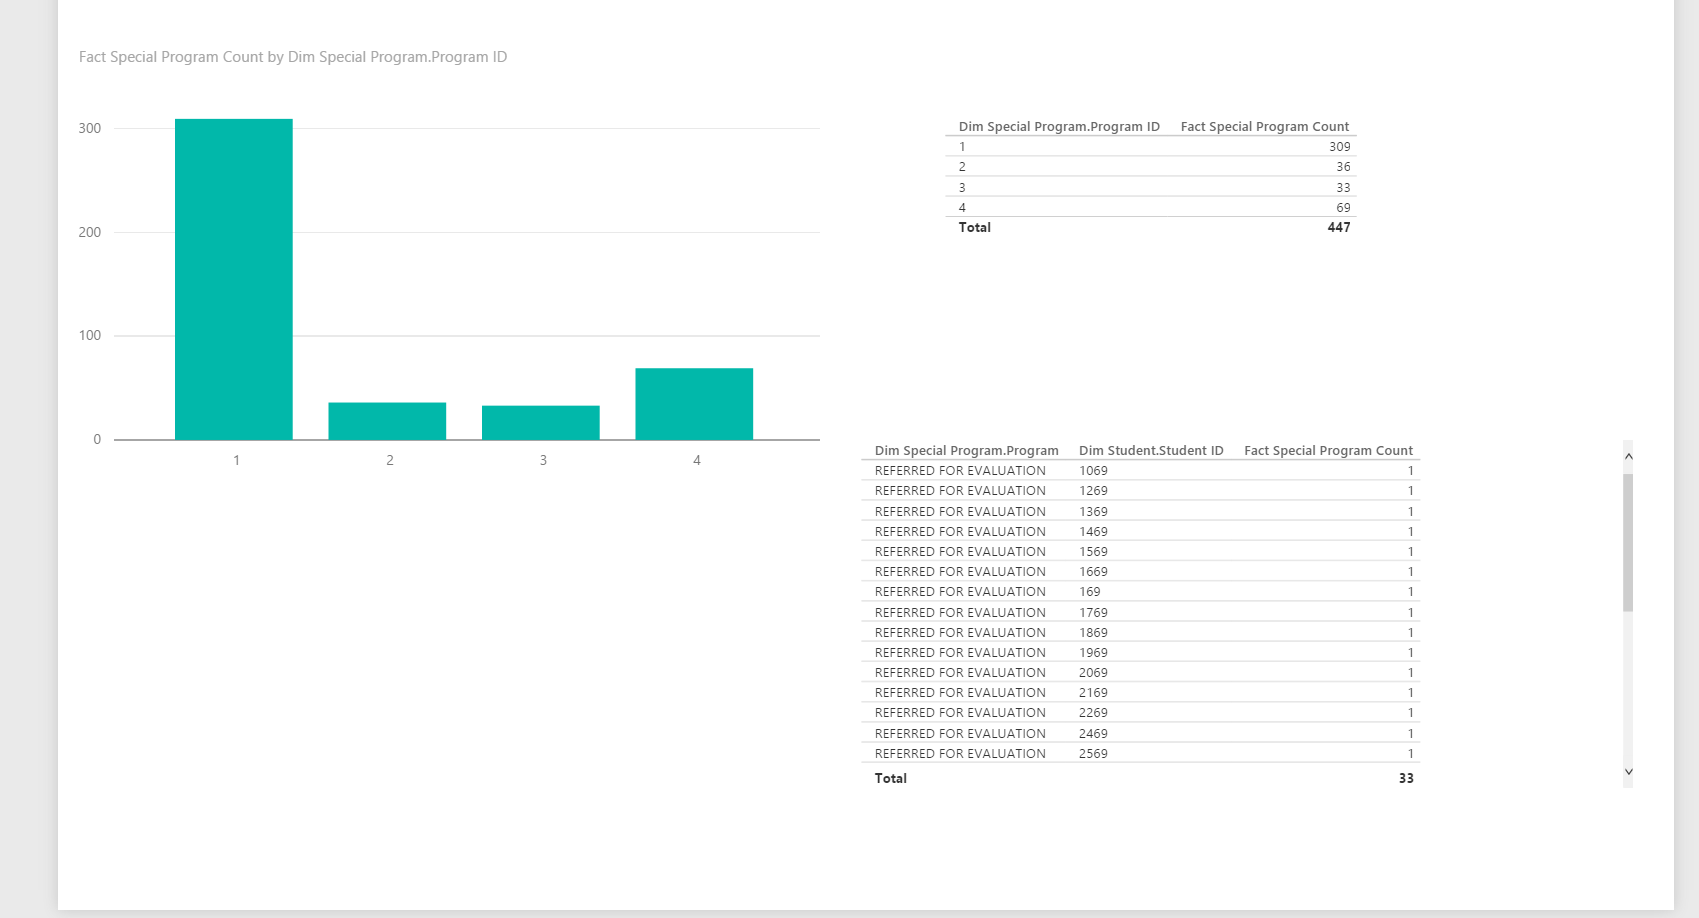 Fact Special Program Count by Dim Special Program.Program ID
300
200
100
0
1 2 3 4
Dim Special Program.Program ID Fact Special Program Count
1 309
2 36
3 33
4 69
Total 447
Dim Special Program.Program Dim Student.Student ID Fact Special Program Count
REFERRED FOR EVALUATION 1069 1
REFERRED FOR EVALUATION 1269 1
REFERRED FOR EVALUATION 1369 1
REFERRED FOR EVALUATION 1469 1
REFERRED FOR EVALUATION 1569 1
REFERRED FOR EVALUATION 1669 1
REFERRED FOR EVALUATION 169 1
REFERRED FOR EVALUATION 1769 1
REFERRED FOR EVALUATION 1869 1
REFERRED FOR EVALUATION 1969 1
REFERRED FOR EVALUATION 2069 1
REFERRED FOR EVALUATION 2169 1
REFERRED FOR EVALUATION 2269 1
REFERRED FOR EVALUATION 2469 1
REFERRED FOR EVALUATION 2569 1
Total 33